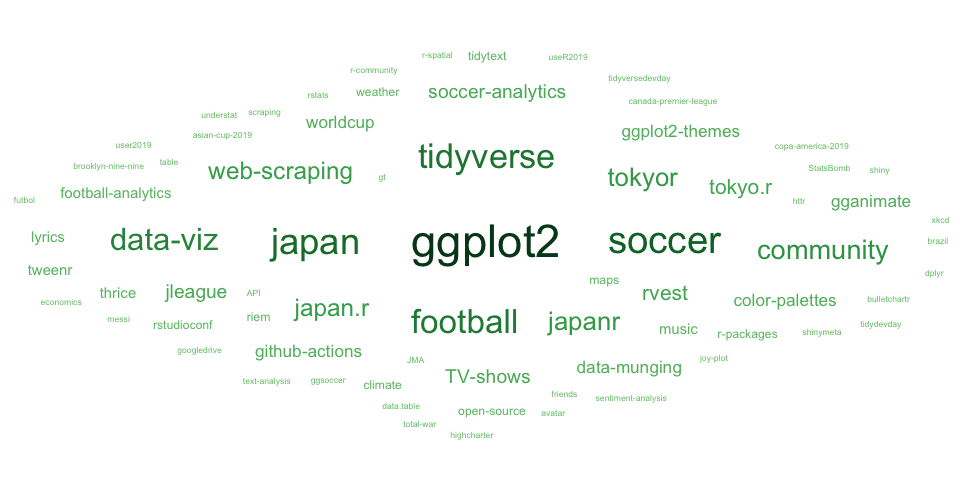 r-spatial
tidytext
useR2019
r-community
tidyversedevday
rstats
weather
soccer-analytics
canada-premier-league
understat
scraping
worldcup
asian-cup-2019
ggplot2-themes
user2019
copa-america-2019
brooklyn-nine-nine
table
web-scraping
tidyverse
gt
tokyor
tokyo.r
StatsBomb
shiny
futbol
football-analytics
httr
gganimate
xkcd
lyrics
data-viz
japan
ggplot2
soccer
community
brazil
tweenr
maps
dplyr
economics
thrice
jleague
API
rvest
color-palettes
bulletchartr
messi
rstudioconf
riem
japan.r
football
japanr
music
r-packages
shinymeta
tidydevday
googledrive
github-actions
JMA
joy-plot
text-analysis
ggsoccer
climate
TV-shows
data-munging
friends
sentiment-analysis
data.table
open-source
avatar
total-war
highcharter